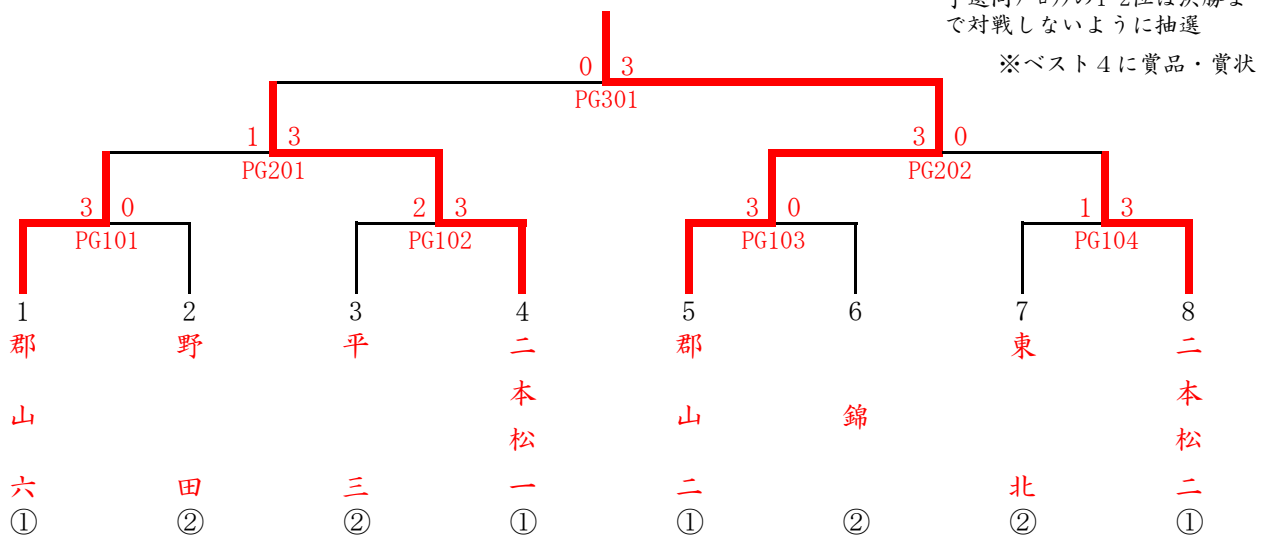 で対戦しないように抽選
※ベスト4に賞品・賞状
0 3
PG301
1 3
PG201
3 0
PG202
3 0
PG101
2 3
PG102
3 0
PG103
1 3
PG104
1 2 3 4 5 6 7 8
郡山六
野田
平三
二本松一
郡山二
錦
東北
二本松二
① ② ② ① ① ② ② ①